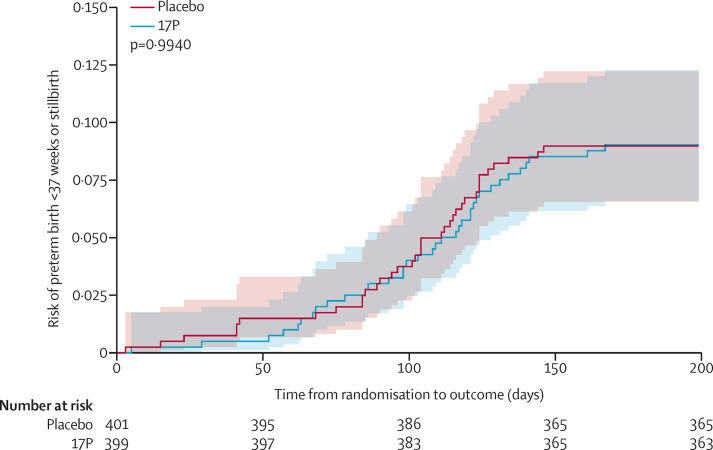 0·150
0·125
0·100
0·075
0·050
0·025
0
Risk of preterm birth <37 weeks or stillbirth
Placebo
17P
p=0·9940
0 50 100 150 200
Time from randomisation to outcome (days)
Number at risk
Placebo 401 395 386 365 365
17P 399 397 383 365 363